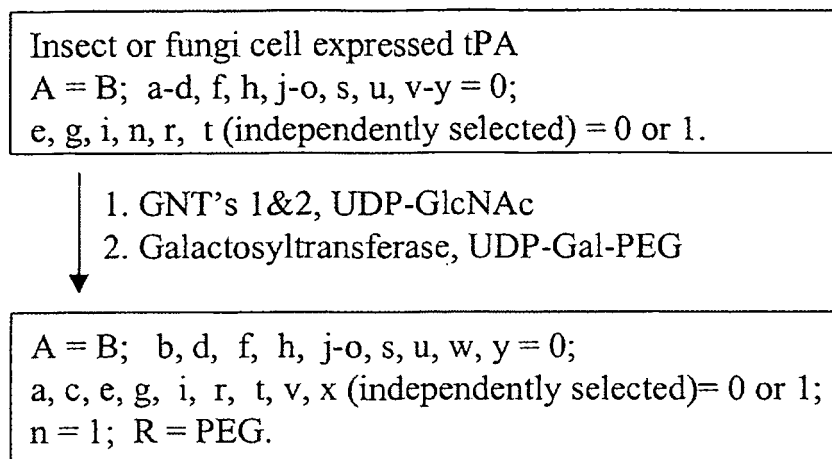 Insect or fungi cell expressed tPA
A = B; a-d, f, h, j-o, s, u, v-y = 0;
e, g, i, n, r, t (independently selected) = 0 or 1.
1. GNT's 1&2, UDP-GlcNAc
2. Galactosyltransferase, UDP-Gal-PEG
A = B; b, d, f, h, j-o, s, u, w, y = 0;
a, c, e, g, i, r, t, v, x (independently selected)= 0 or 1;
n = 1; R = PEG.